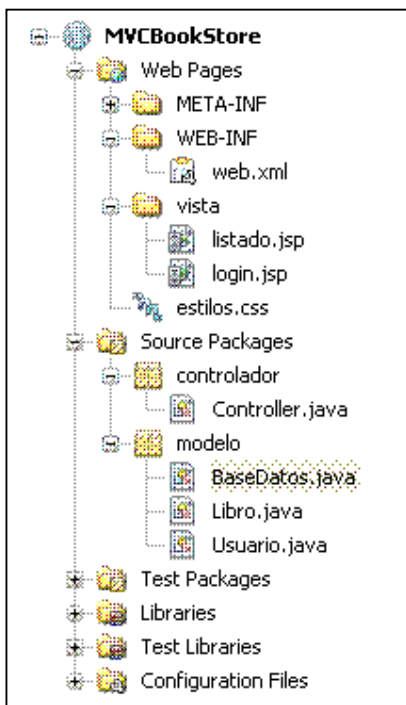 MVCBookStore
Web Pages
META-INF
WEB-INF
web.xml
vista
listado.jsp
login.jsp
estilos.css
Source Packages
controlador
Controller.java
modelo
BaseDatos.java
Libro.java
Usuario.java
Test Packages
Libraries
Test Libraries
Configuration Files